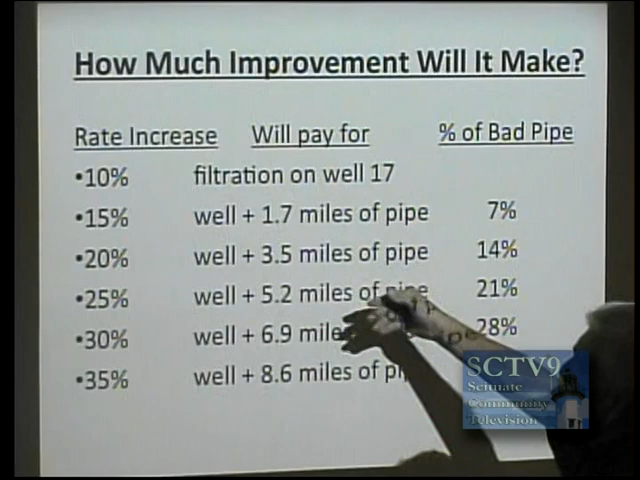 How Much Improvement Will It Make?
Rate Increase Will pay for % of Bad Pipe
•10% filtration on well 17
•15% well + 1.7 miles of pipe 7%
•20% well + 3.5 miles of pipe 14%
•25% well + 5.2 miles of pipe 21%
•30% well + 6.9 28%
•35% well + 8.6 miles of
SCTV9
Scituate
Community
Television